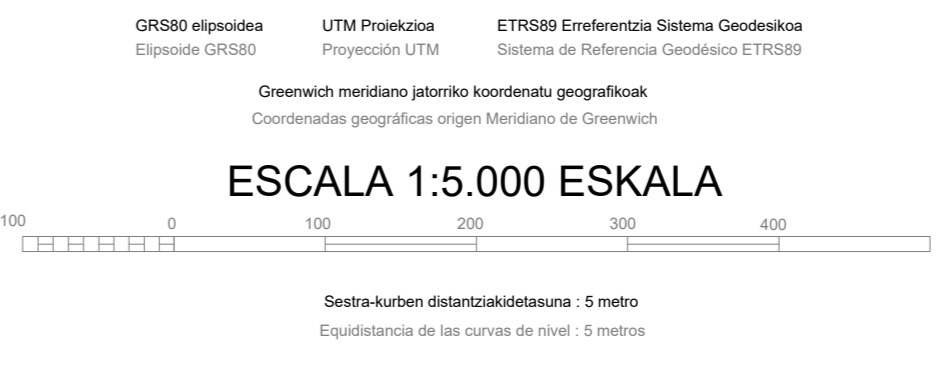 GRS80 elipsoidea UTM Proiekzioa ETRS89 Erreferentzia Sistema Geodesikoa
Elipsoide GRS80 Proyección UTM Sistema de Referencia Geodésico ETRS89
Greenwich meridiano jatorriko koordenatu geografikoak
Coordenadas geográficas origen Meridiano de Greenwich
ESCALA 1:5.000 ESKALA
100 0 100 200 300 400
Sestra-kurben distantziakidetasuna : 5 metro
Equidistancia de las curvas de nivel : 5 metros